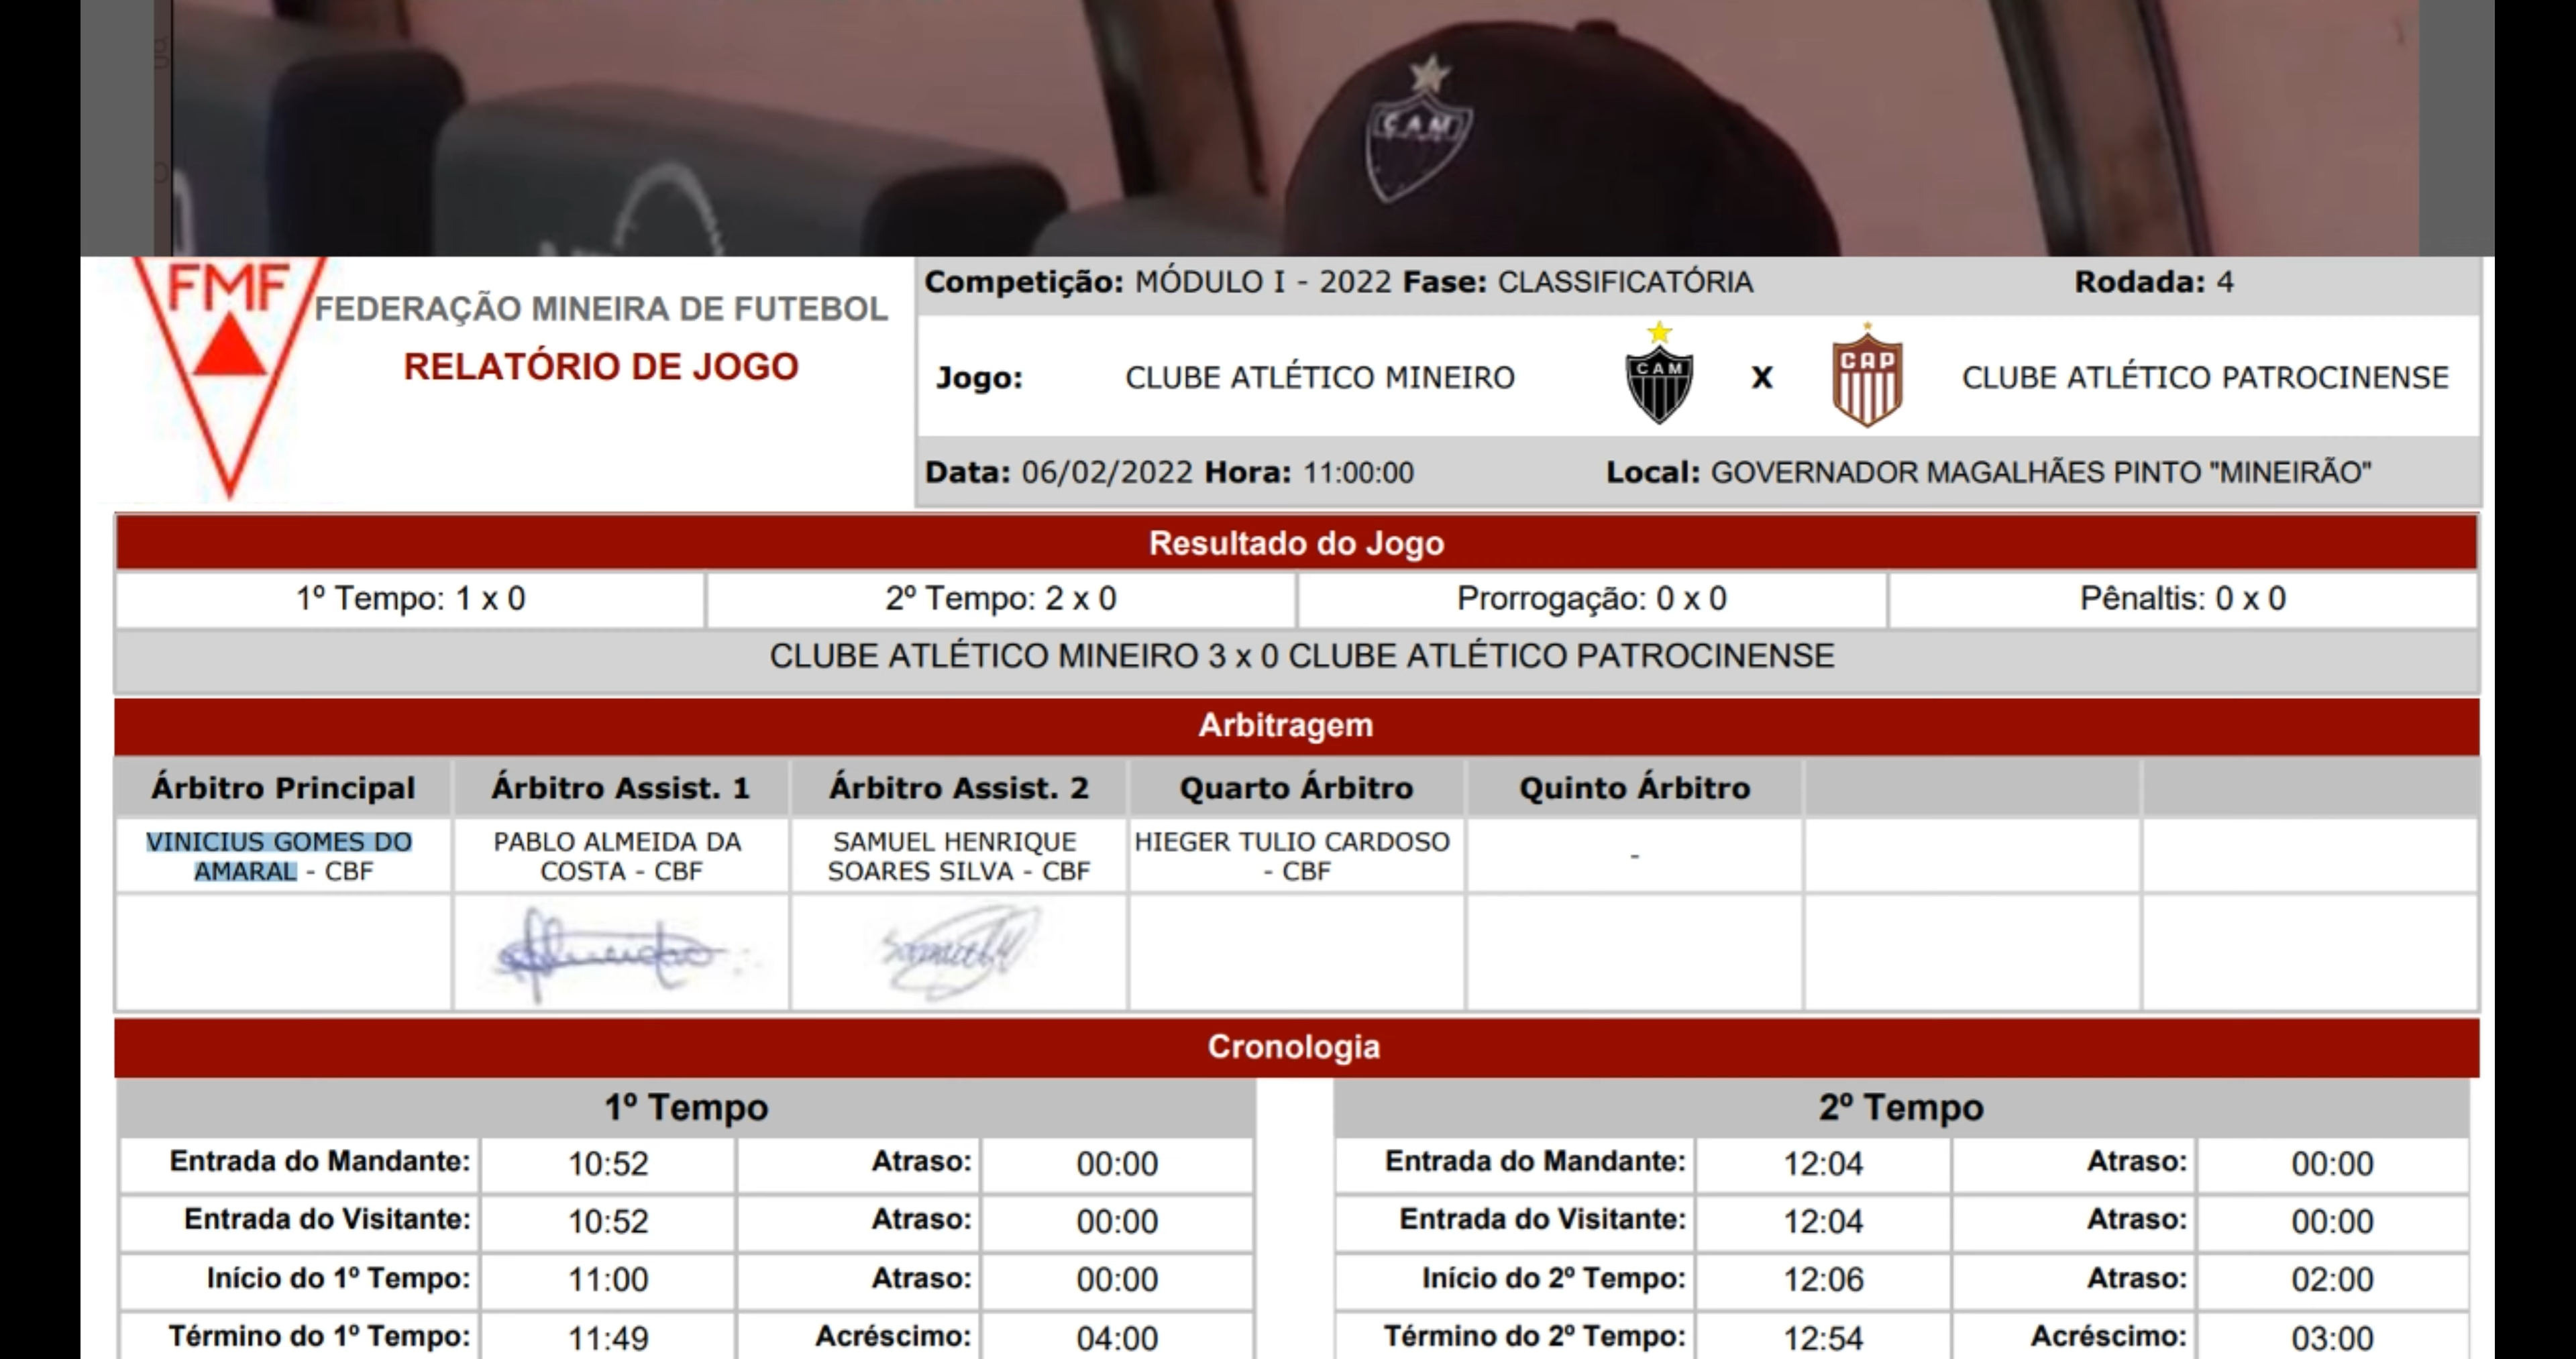 CAM
FMF
FEDERAÇÃO MINEIRA DE FUTEBOL
RELATÓRIO DE JOGO
Competição: MÓDULO I - 2022 Fase: CLASSIFICATÓRIA Rodada: 4
Jogo: CLUBE ATLÉTICO MINEIRO CAM X CAP CLUBE ATLÉTICO PATROCINENSE
Data: 06/02/2022 Hora: 11:00:00 Local: GOVERNADOR MAGALHÃES PINTO "MINEIRÃO"
Resultado do Jogo
1º Tempo: 1 x 0 2º Tempo: 2 x 0 Prorrogação: 0 x 0 Pênaltis: 0 x 0
CLUBE ATLÉTICO MINEIRO 3 x 0 CLUBE ATLÉTICO PATROCINENSE
Arbitragem
Árbitro Principal Árbitro Assist. 1 Árbitro Assist. 2 Quarto Árbitro Quinto Árbitro
VINICIUS GOMES DO PABLO ALMEIDA DA SAMUEL HENRIQUE HIEGER TULIO CARDOSO -
AMARAL - CBF COSTA - CBF SOARES SILVA - CBF - CBF
Cronologia
1º Tempo 2º Tempo
Entrada do Mandante: 10:52 Atraso: 00:00 Entrada do Mandante: 12:04 Atraso: 00:00
Entrada do Visitante: 10:52 Atraso: 00:00 Entrada do Visitante: 12:04 Atraso: 00:00
Início do 1º Tempo: 11:00 Atraso: 00:00 Início do 2º Tempo: 12:06 Atraso: 02:00
Término do 1º Tempo: 11:49 Acréscimo: 04:00 Término do 2º Tempo: 12:54 Acréscimo: 03:00